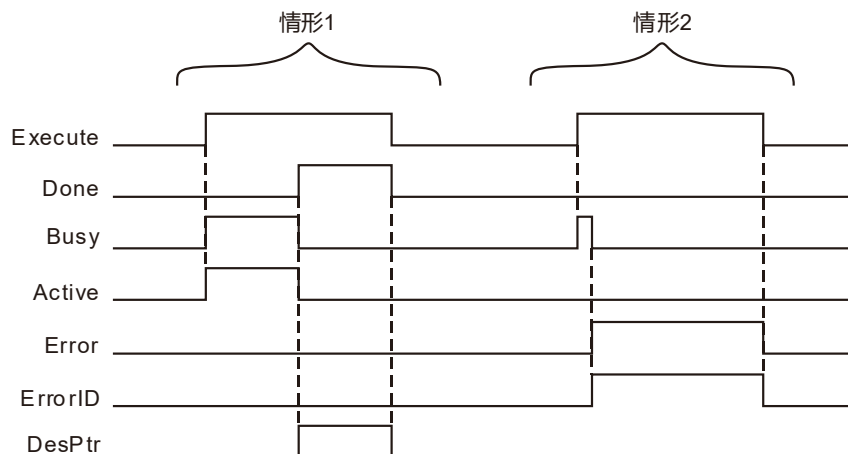 情形1 情形2
Execute
Done
Busy
Active
Error
ErrorID
DesPtr